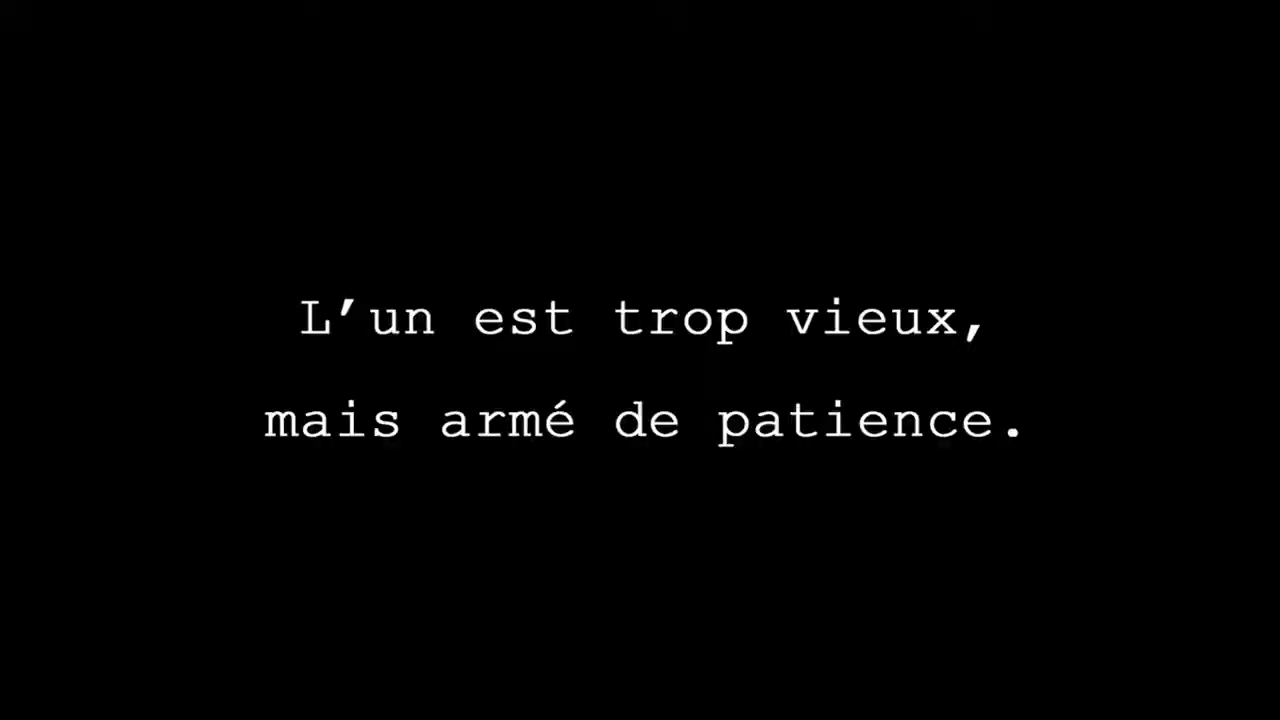 L’un est trop vieux,
mais armé de patience.